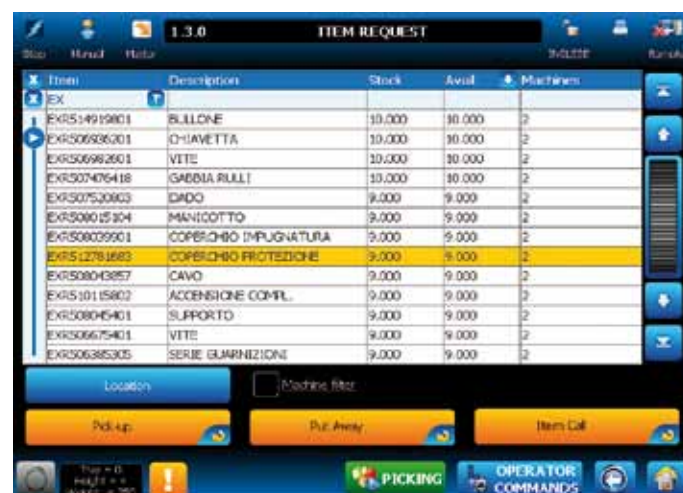 1.3.0 ITEM REQUEST
Stop Manual Master INGLESE Remote
X Item Description Stock Avail Machines
X EX T
EXR514919801 BULLONE 10.000 10.000 2
EXR506936201 CHIAVETTA 10.000 10.000 2
EXR506982601 VITE 10.000 10.000 2
EXR507476418 GABBIA RULLI 10.000 10.000 2
EXR507520803 DADO 9.000 9.000 2
EXR508015104 MANICOTTO 9.000 9.000 2
EXR508039901 COPERCHIO IMPUGNATURA 9.000 9.000 2
EXR512781683 COPERCHIO PROTEZIONE 9.000 9.000 2
EXR508043857 CAVO 9.000 9.000 2
EXR510115802 ACCENSIONE COMPL. 9.000 9.000 2
EXR508045401 SUPPORTO 9.000 9.000 2
EXR506675401 VITE 9.000 9.000 2
EXR506385305 SERIE GUARNIZIONI 9.000 9.000 2
Location Machine filter
Pick-up Put Away Item Call
Tray = 0
Height =
PICKING OPERATOR COMMANDS